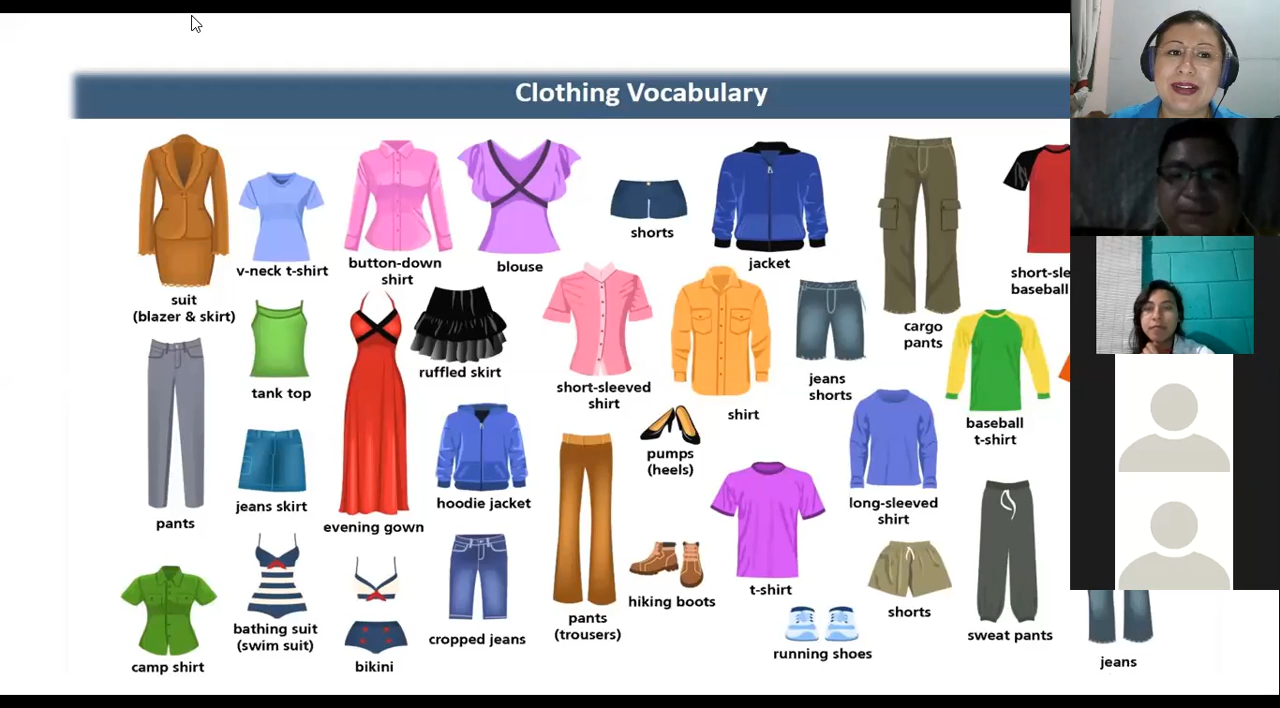 Clothing Vocabulary
suit
(blazer & skirt)
v-neck t-shirt
button-down
shirt
blouse
shorts
jacket
cargo
pants
short-sle
baseball
tank top
ruffled skirt
short-sleeved
shirt
shirt
jeans
shorts
baseball
t-shirt
pants
jeans skirt
evening gown
hoodie jacket
pumps
(heels)
long-sleeved
shirt
camp shirt
bathing suit
(swim suit)
bikini
cropped jeans
pants
(trousers)
hiking boots
t-shirt
running shoes
shorts
sweat pants
jeans